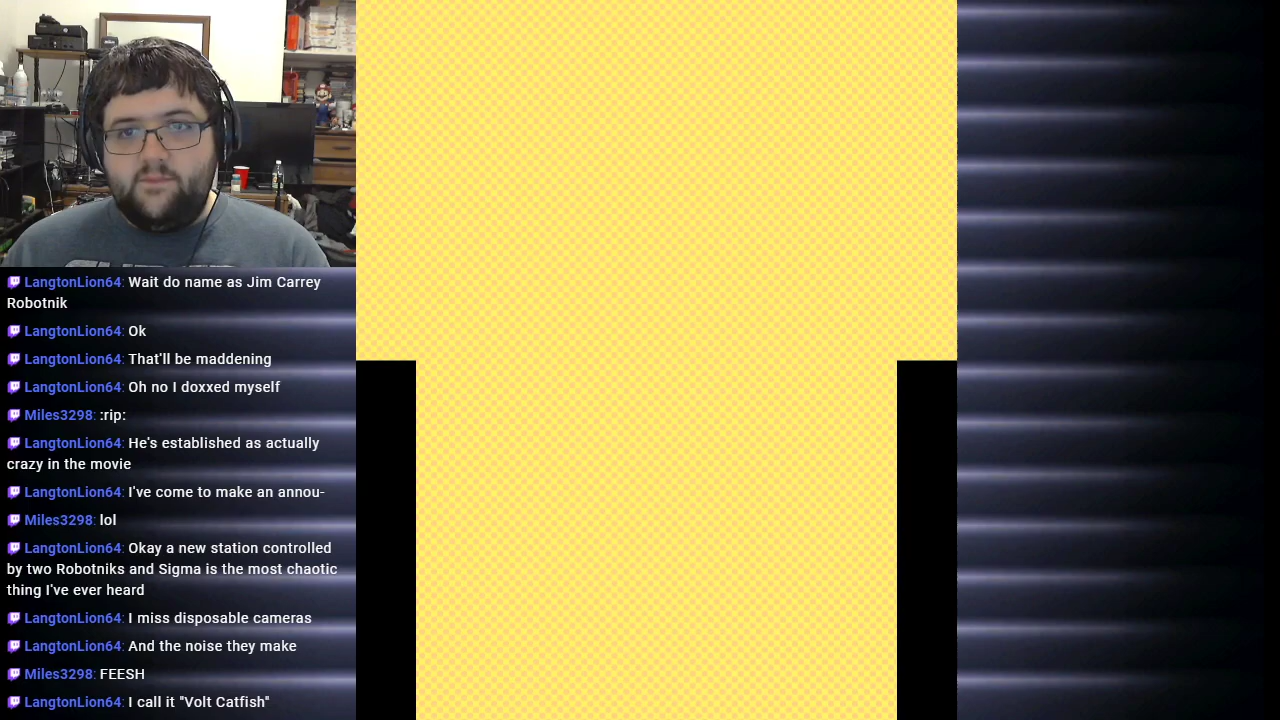 LangtonLion64: Wait do name as Jim Carrey
Robotnik
LangtonLion64: Ok
LangtonLion64: That'll be maddening
LangtonLion64: Oh no I doxxed myself
Miles3298: :rip:
LangtonLion64: He's established as actually
crazy in the movie
LangtonLion64: I've come to make an annou-
Miles3298: lol
LangtonLion64: Okay a new station controlled
by two Robotniks and Sigma is the most chaotic
thing I've ever heard
LangtonLion64: I miss disposable cameras
LangtonLion64: And the noise they make
Miles3298: FEESH
LangtonLion64: I call it "Volt Catfish"